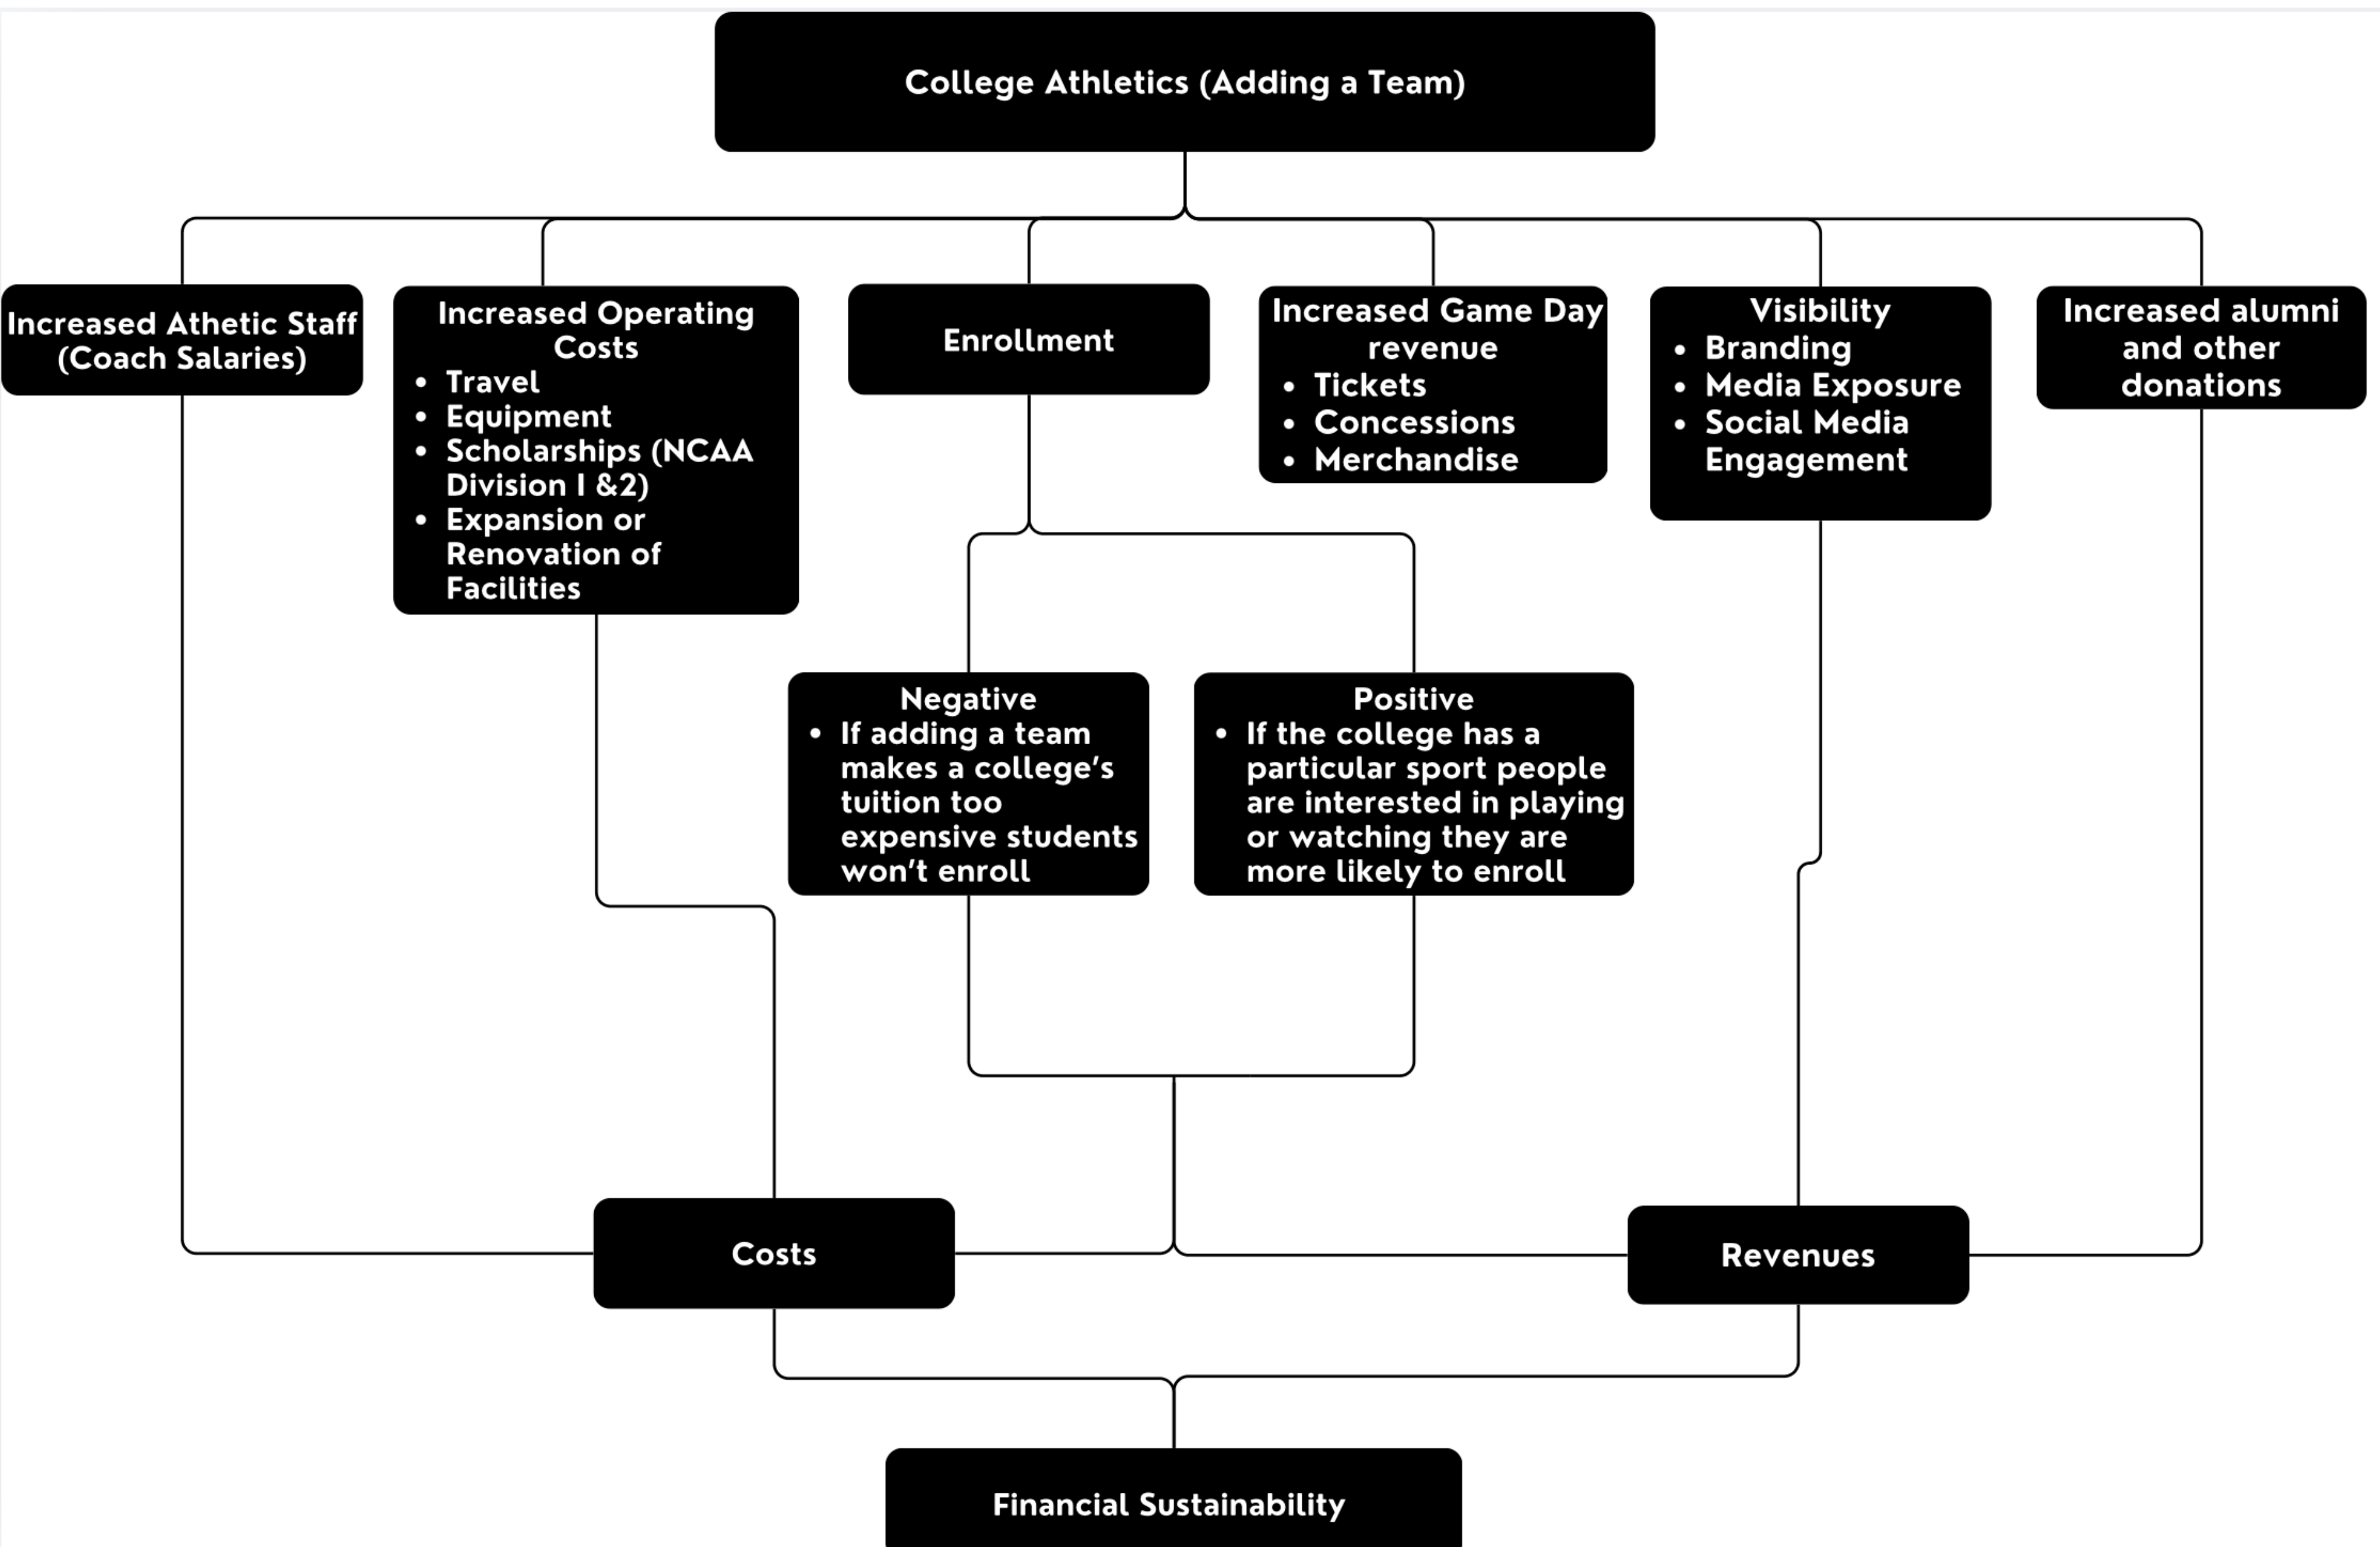 College Athletics (Adding a Team)
Increased Athetic Staff
(Coach Salaries)
Increased Operating
Costs
• Travel
• Equipment
• Scholarships (NCAA
Division I &2)
• Expansion or
Renovation of
Facilities
Enrollment
Increased Game Day
revenue
• Tickets
• Concessions
• Merchandise
Visibility
• Branding
• Media Exposure
• Social Media
Engagement
Increased alumni
and other
donations
Negative
• If adding a team
makes a college's
tuition too
expensive students
won't enroll
Positive
• If the college has a
particular sport people
are interested in playing
or watching they are
more likely to enroll
Costs
Revenues
Financial Sustainability